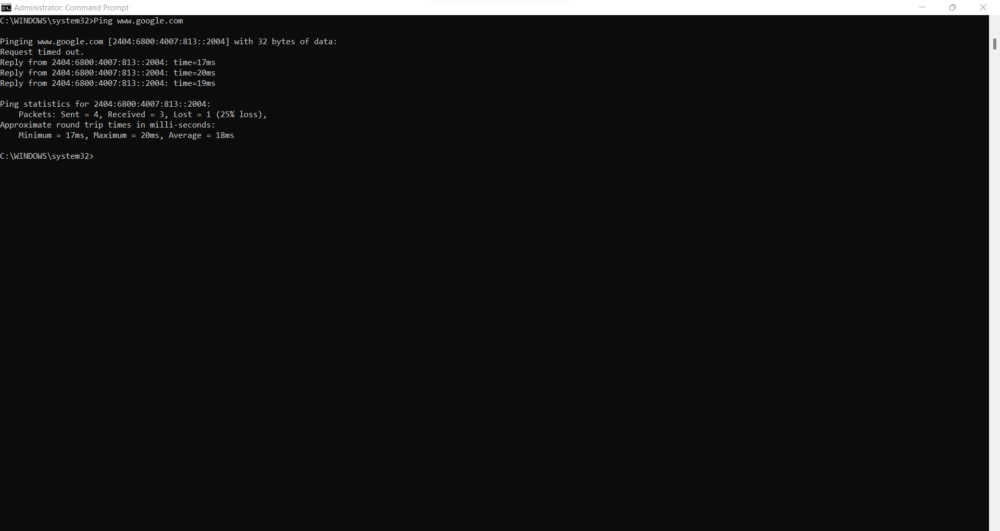 Administrator: Command Prompt
C:\WINDOWS\system32>Ping www.google.com
Pinging www.google.com [2404:6800:4007:813::2004] with 32 bytes of data:
Request timed out.
Reply from 2404:6800:4007:813::2004: time=17ms
Reply from 2404:6800:4007:813::2004: time=20ms
Reply from 2404:6800:4007:813::2004: time=19ms
Ping statistics for 2404:6800:4007:813::2004:
    Packets: Sent = 4, Received = 3, Lost = 1 (25% loss),
Approximate round trip times in milli-seconds:
    Minimum = 17ms, Maximum = 20ms, Average = 18ms
C:\WINDOWS\system32>